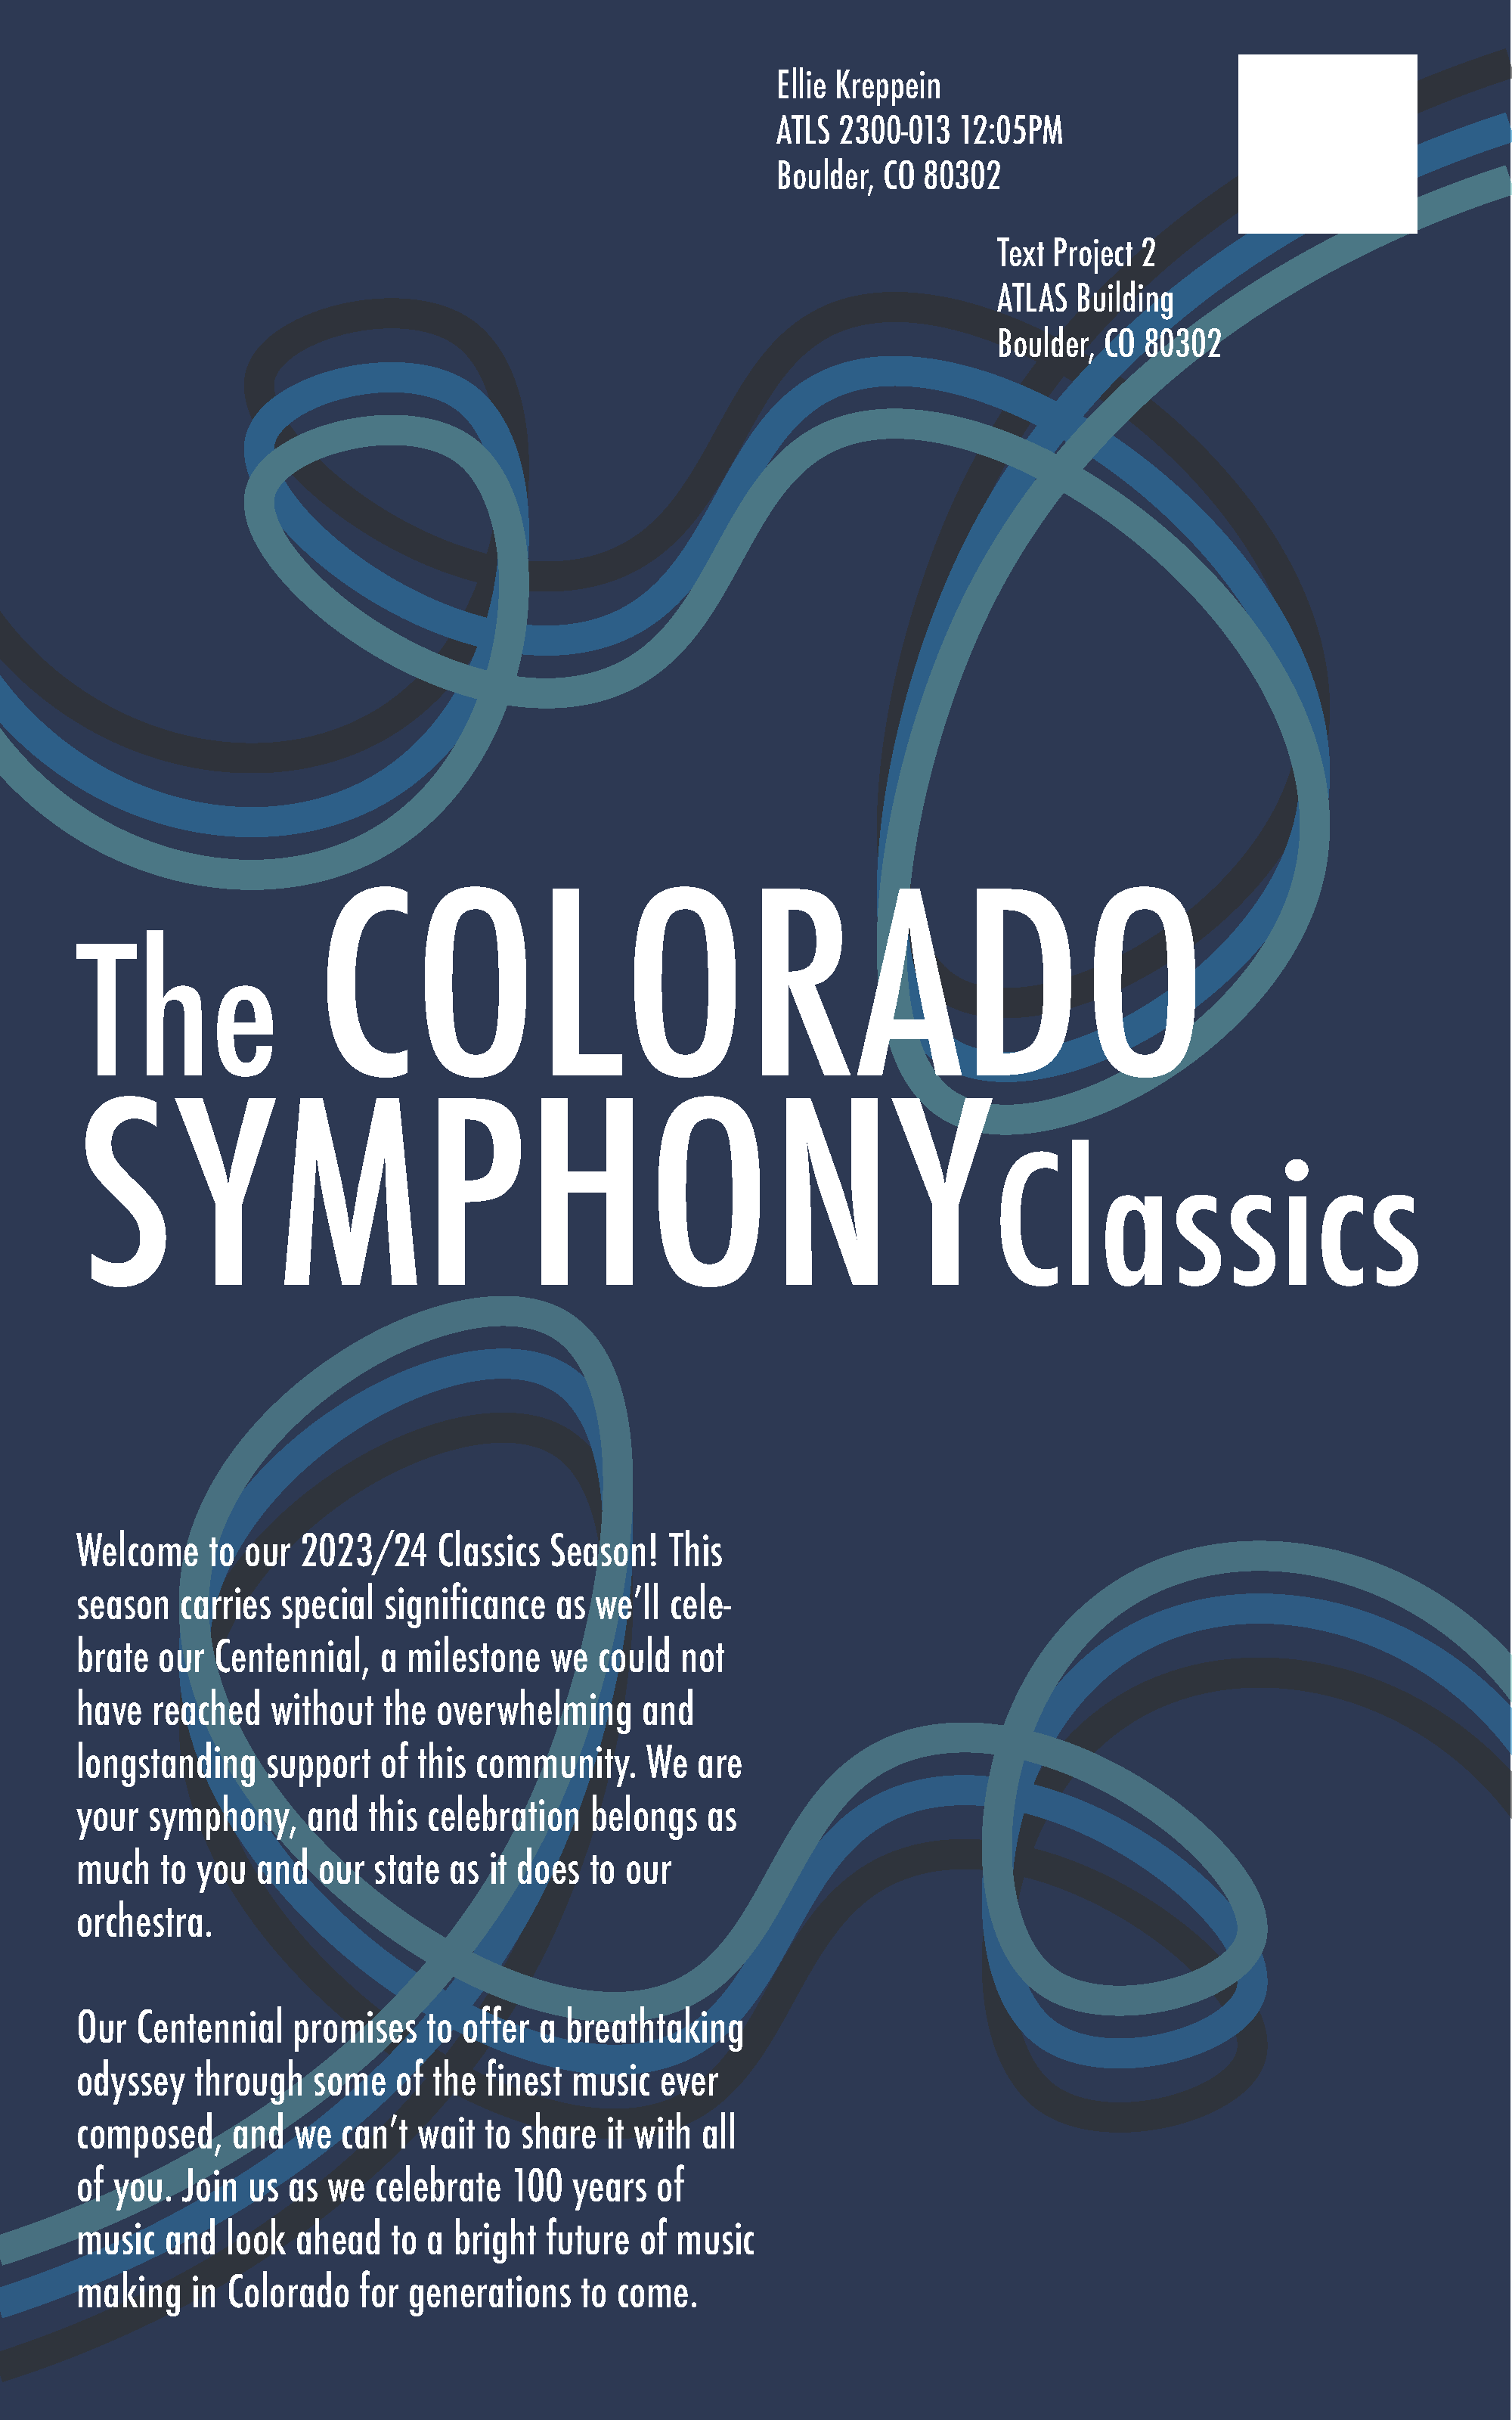 Ellie Kreppein
ATLS 2300-013 12:05PM
Boulder, CO 80302
Text Project 2
ATLAS Building
Boulder, CO 80302
The COLORADO
SYMPHONYClassics
Welcome to our 2023/24 Classics Season! This
season carries special significance as we’ll cele-
brate our Centennial, a milestone we could not
have reached without the overwhelming and
longstanding support of this community. We are
your symphony, and this celebration belongs as
much to you and our state as it does to our
orchestra.
Our Centennial promises to offer a breathtaking
odyssey through some of the finest music ever
composed, and we can’t wait to share it with all
of you. Join us as we celebrate 100 years of
music and look ahead to a bright future of music
making in Colorado for generations to come.